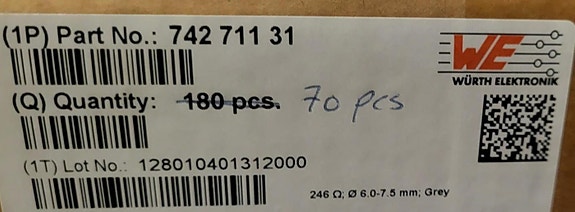 (1P) Part No.: 742 711 31
WE
WÜRTH ELEKTRONIK
(Q) Quantity: 180 pcs. 70 pcs
(1T) Lot No.: 128010401312000
246 Ω; Ø 6.0-7.5 mm; Grey